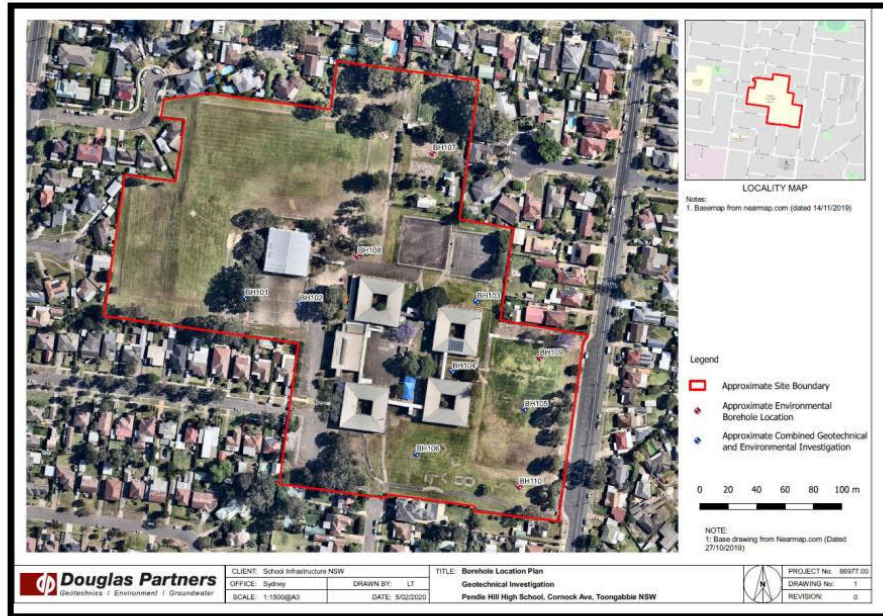 BH107
BH108
BH101
BH102
BH103
BH109
BH104
BH105
BH106
BH110
LOCALITY MAP
Notes:
1. Basemap from nearmap.com (dated 14/11/2019)
Legend
Approximate Site Boundary
Approximate Environmental
Borehole Location
Approximate Combined Geotechnical
and Environmental Investigation
0 20 40 60 80 100 m
NOTE:
1: Base drawing from Nearmap.com (Dated
27/10/2019)
Douglas Partners
Geotechnics | Environment | Groundwater
CLIENT: School Infrastructure NSW
OFFICE: Sydney DRAWN BY: LT
SCALE: 1:1500@A3 DATE: 5/02/2020
TITLE: Borehole Location Plan
Geotechnical Investigation
Pendle Hill High School, Cornock Ave, Toongabbie NSW
N
PROJECT No: 86977.00
DRAWING No: 1
REVISION: 0